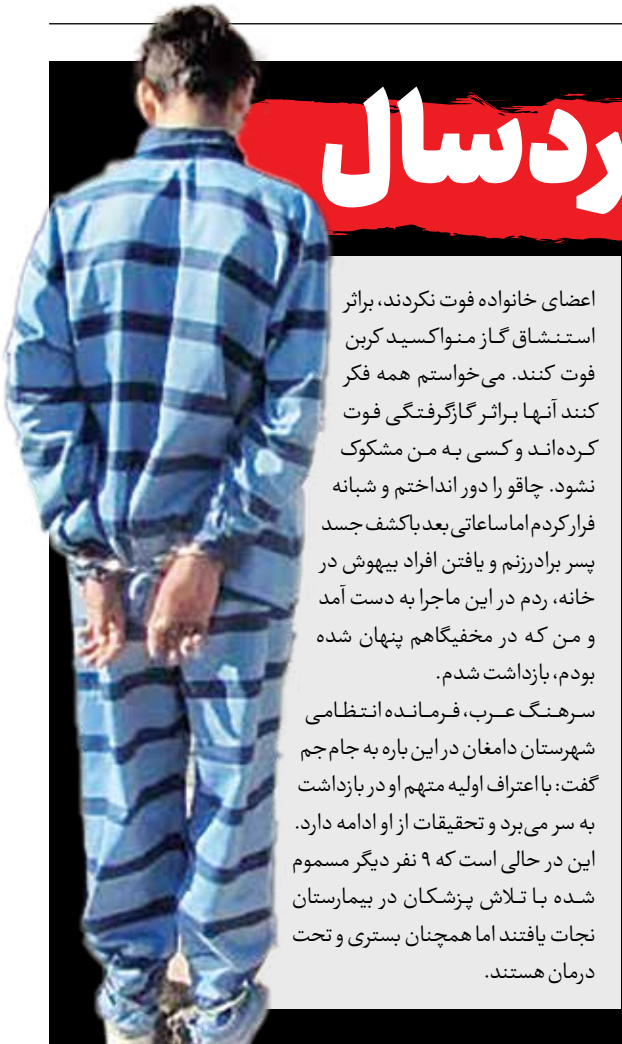 ردسال
اعضای خانواده فوت نکردند، براثر
استنشاق گاز منواکسید کربن
فوت کنند. می‌خواستم همه فکر
کنند آنها براثر گازگرفتگی فوت
کرده‌اند و کسی به من مشکوک
نشود. چاقو را دور انداختم و شبانه
فرار کردم اما ساعاتی بعد با کشف جسد
پسر برادرزنم و یافتن افراد بیهوش در
خانه، ردم در این ماجرا به دست آمد
و من که در مخفیگاهم پنهان شده
بودم، بازداشت شدم.
سرهنگ عرب، فرمانده انتظامی
شهرستان دامغان در این باره به جام‌جم
گفت: با اعتراف اولیه متهم او در بازداشت
به سر می‌برد و تحقیقات از او ادامه دارد.
این در حالی است که ۹ نفر دیگر مسموم
شده با تلاش پزشکان در بیمارستان
نجات یافتند اما همچنان بستری و تحت
درمان هستند.